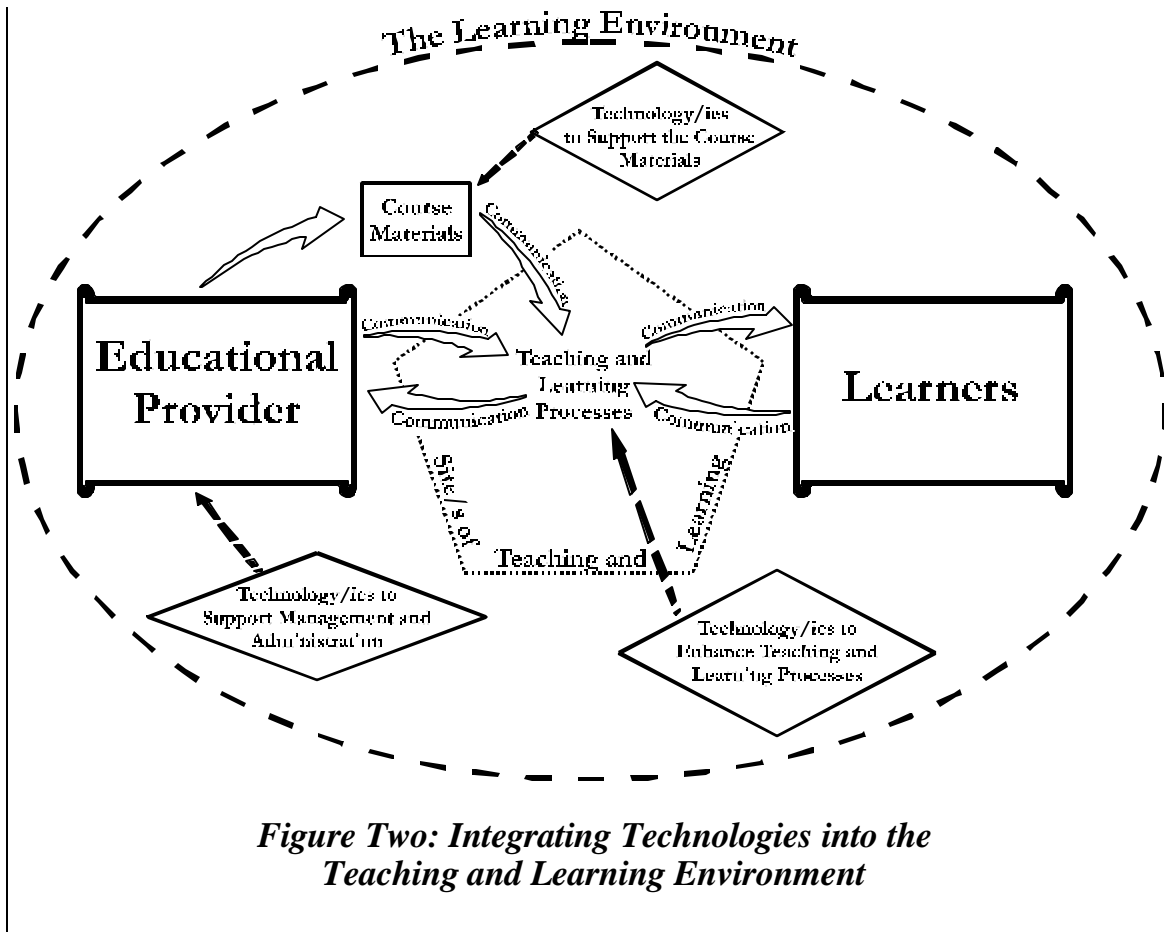 The Learning Environment
Technology/ies
to Support the Course
Materials
Course
Materials
Communication
Communication
Communication
Educational
Provider
Teaching and
Learning
Processes
Learners
Communication
Communication
Site/s of
Teaching and
Learning
Technology/ies to
Support Management and
Administration
Technology/ies to
Enhance Teaching and
Learning Processes
Figure Two: Integrating Technologies into the
Teaching and Learning Environment